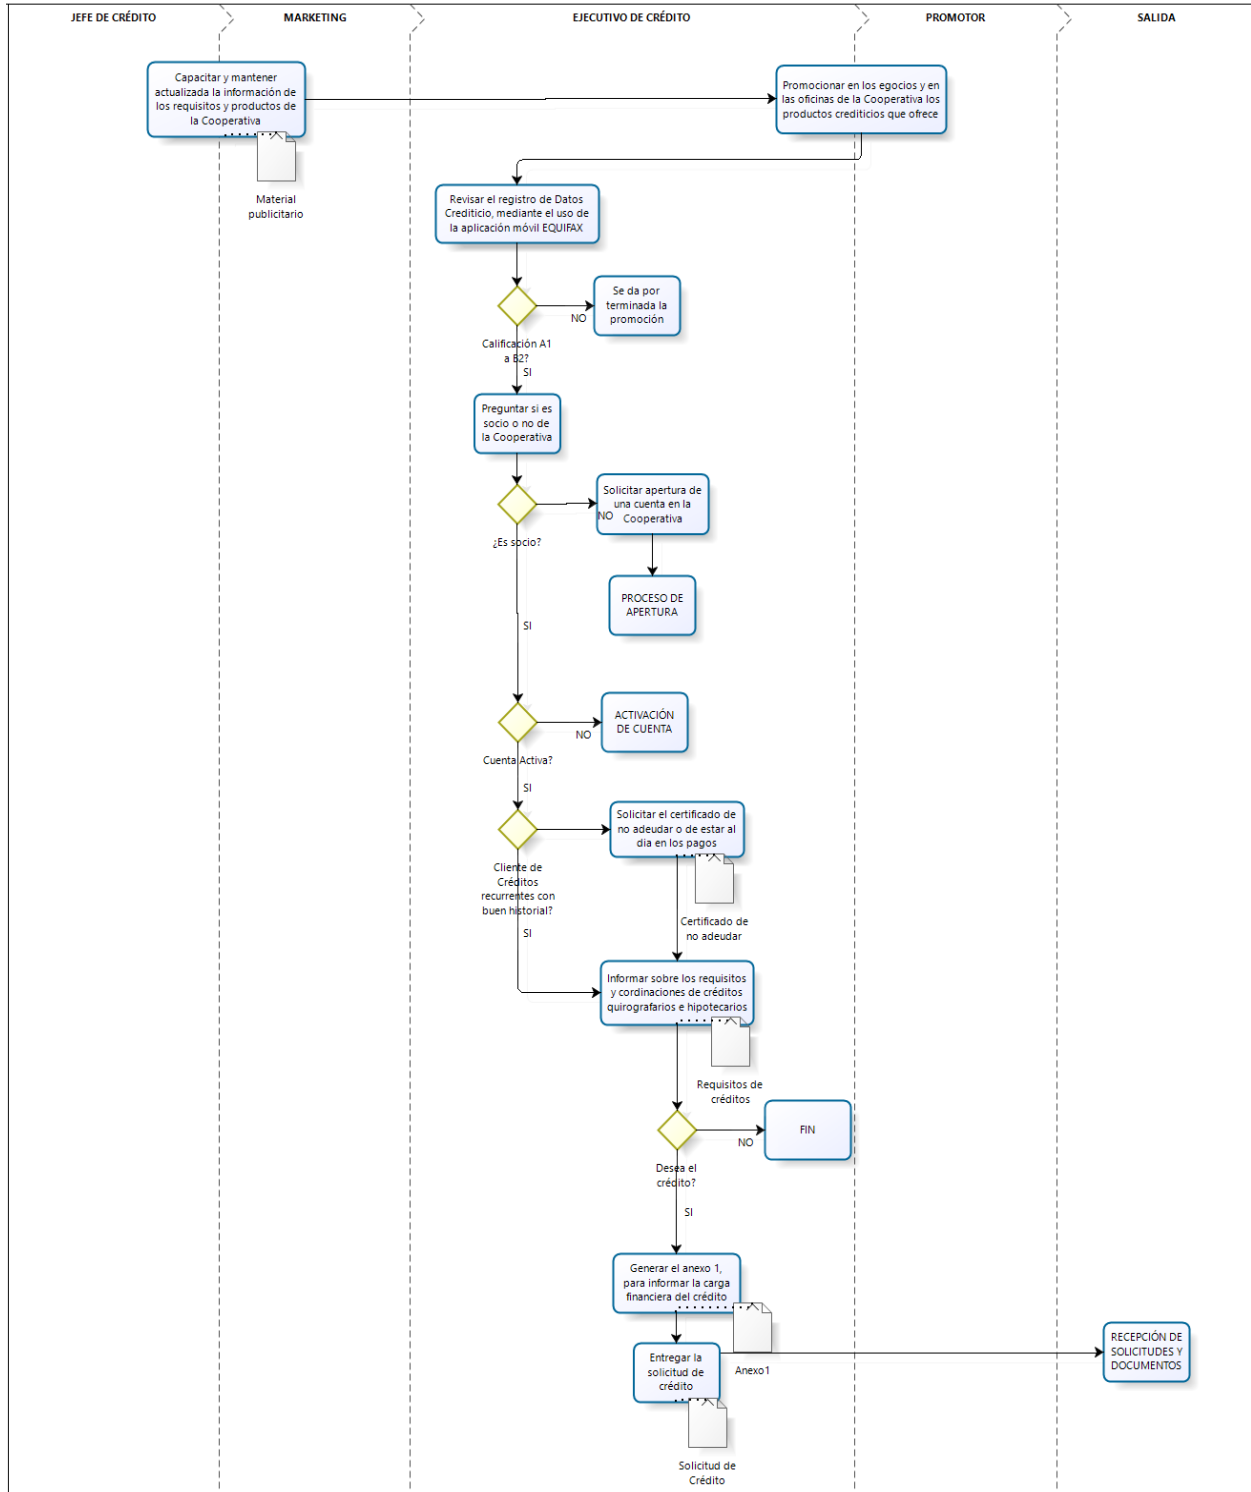 JEFE DE CRÉDITO
MARKETING
EJECUTIVO DE CRÉDITO
PROMOTOR
SALIDA
Capacitar y mantener
actualizada la información de
los requisitos y productos de
la Cooperativa
Promocionar en los egocios y en
las oficinas de la Cooperativa los
productos crediticios que ofrece
Material
publicitario
Revisar el registro de Datos
Crediticio, mediante el uso de
la aplicación móvil EQUIFAX
Se da por
terminada la
promoción
NO
Calificación A1
a B2?
SI
Preguntar si es
socio o no de
la Cooperativa
Solicitar apertura de
una cuenta en la
Cooperativa
NO
¿Es socio?
PROCESO DE
APERTURA
SI
ACTIVACIÓN
DE CUENTA
NO
Cuenta Activa?
SI
Solicitar el certificado de
no adeudar o de estar al
dia en los pagos
Cliente de
Créditos
recurrentes con
buen historial?
Certificado de
no adeudar
SI
Informar sobre los requisitos
y cordinaciones de créditos
quirografarios e hipotecarios
Requisitos de
créditos
FIN
NO
Desea el
crédito?
SI
Generar el anexo 1,
para informar la carga
financiera del crédito
Anexo1
Entregar la
solicitud de
crédito
RECEPCIÓN DE
SOLICITUDES Y
DOCUMENTOS
Solicitud de
Crédito